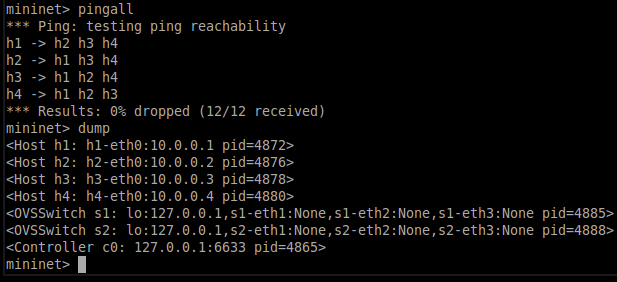 mininet> pingall
*** Ping: testing ping reachability
h1 -> h2 h3 h4
h2 -> h1 h3 h4
h3 -> h1 h2 h4
h4 -> h1 h2 h3
*** Results: 0% dropped (12/12 received)
mininet> dump
<Host h1: h1-eth0:10.0.0.1 pid=4872>
<Host h2: h2-eth0:10.0.0.2 pid=4876>
<Host h3: h3-eth0:10.0.0.3 pid=4878>
<Host h4: h4-eth0:10.0.0.4 pid=4880>
<OVSSwitch s1: lo:127.0.0.1,s1-eth1:None,s1-eth2:None,s1-eth3:None pid=4885>
<OVSSwitch s2: lo:127.0.0.1,s2-eth1:None,s2-eth2:None,s2-eth3:None pid=4888>
<Controller c0: 127.0.0.1:6633 pid=4865>
mininet>